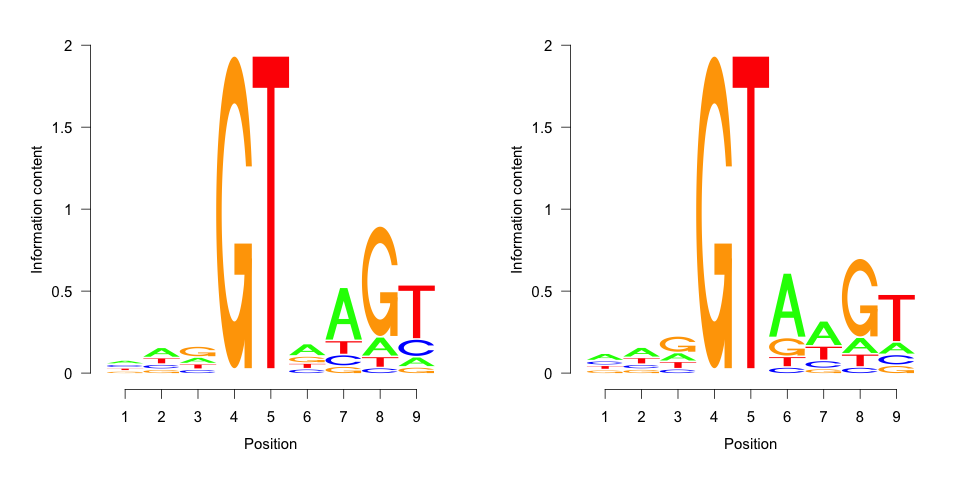 Information content
2
1.5
1
0.5
0
A A G G T A A G T
C T A G T A C
T C T T C T A
G G C C G C G
1 2 3 4 5 6 7 8 9
Position
Information content
2
1.5
1
0.5
0
A A G G T A A G T
C T A G T A A
T C T T C T C
G G C C G C G
1 2 3 4 5 6 7 8 9
Position